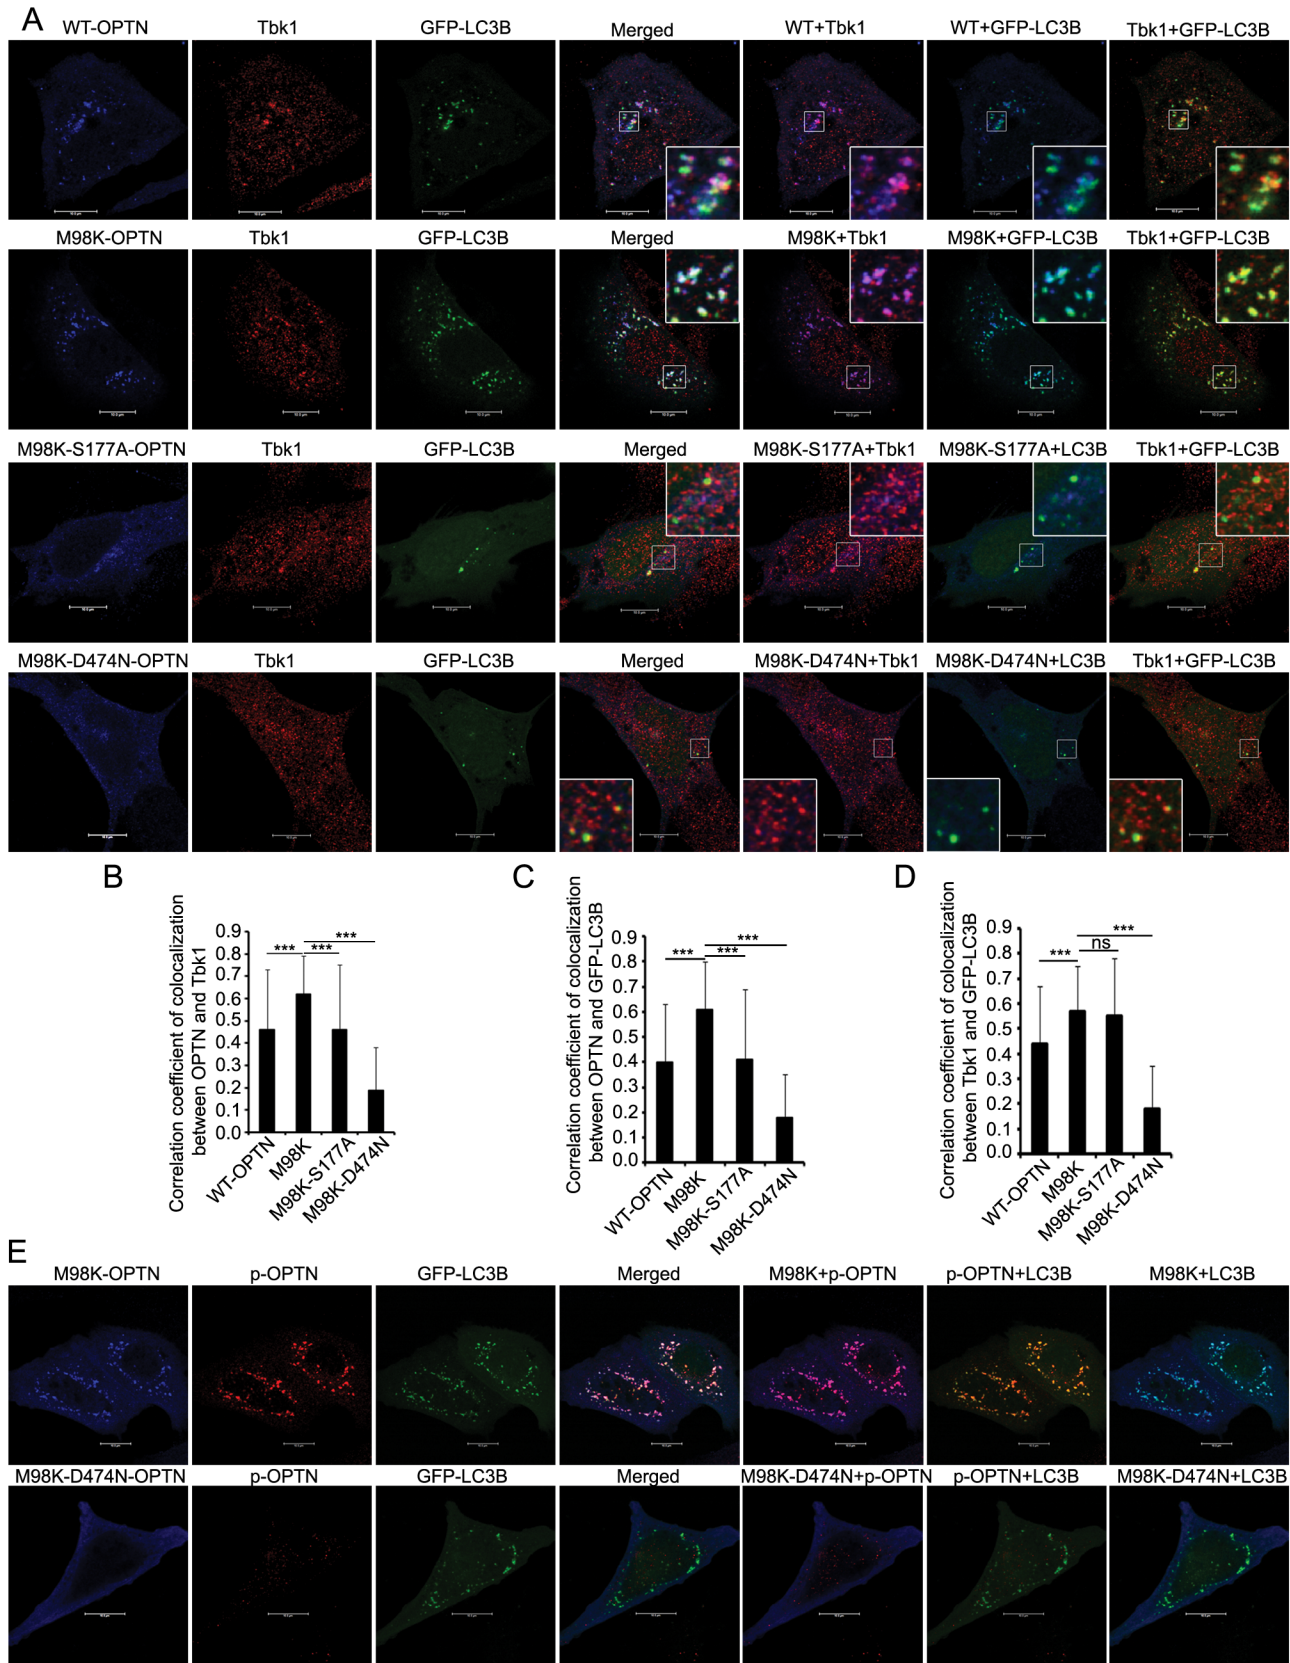 A
WT-OPTN Tbk1 GFP-LC3B Merged WT+Tbk1 WT+GFP-LC3B Tbk1+GFP-LC3B
M98K-OPTN Tbk1 GFP-LC3B Merged M98K+Tbk1 M98K+GFP-LC3B Tbk1+GFP-LC3B
M98K-S177A-OPTN Tbk1 GFP-LC3B Merged M98K-S177A+Tbk1 M98K-S177A+LC3B Tbk1+GFP-LC3B
M98K-D474N-OPTN Tbk1 GFP-LC3B Merged M98K-D474N+Tbk1 M98K-D474N+LC3B Tbk1+GFP-LC3B
B
Correlation coefficient of colocalization
between OPTN and Tbk1
0.9
0.8
0.7
0.6
0.5
0.4
0.3
0.2
0.1
0.0
*** *** ***
WT-OPTN
M98K
M98K-S177A
M98K-D474N
C
Correlation coefficient of colocalization
between OPTN and GFP-LC3B
0.9
0.8
0.7
0.6
0.5
0.4
0.3
0.2
0.1
0.0
*** *** ***
WT-OPTN
M98K
M98K-S177A
M98K-D474N
D
Correlation coefficient of colocalization
between Tbk1 and GFP-LC3B
0.9
0.8
0.7
0.6
0.5
0.4
0.3
0.2
0.1
0.0
*** ns ***
WT-OPTN
M98K
M98K-S177A
M98K-D474N
E
M98K-OPTN p-OPTN GFP-LC3B Merged M98K+p-OPTN p-OPTN+LC3B M98K+LC3B
M98K-D474N-OPTN p-OPTN GFP-LC3B Merged M98K-D474N+p-OPTN p-OPTN+LC3B M98K-D474N+LC3B